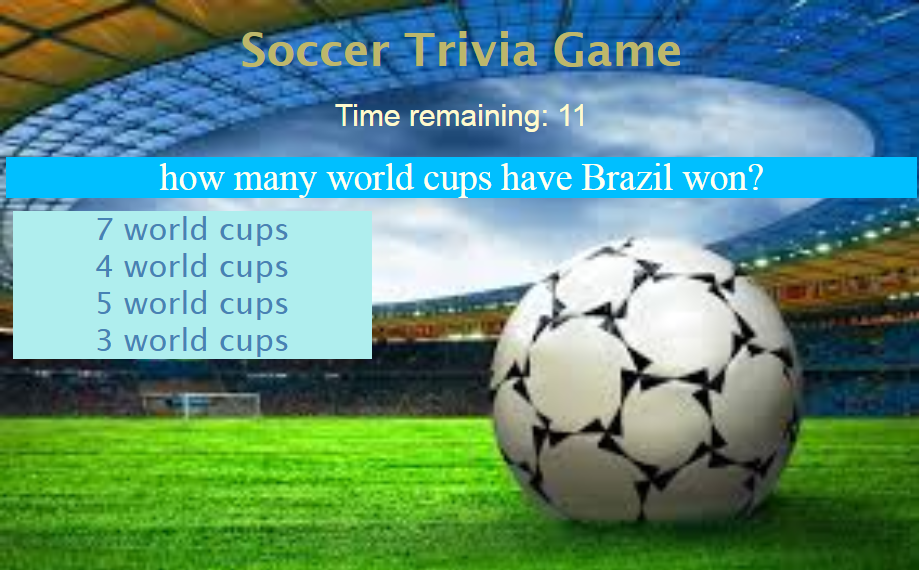 Soccer Trivia Game
Time remaining: 11
how many world cups have Brazil won?
7 world cups
4 world cups
5 world cups
3 world cups